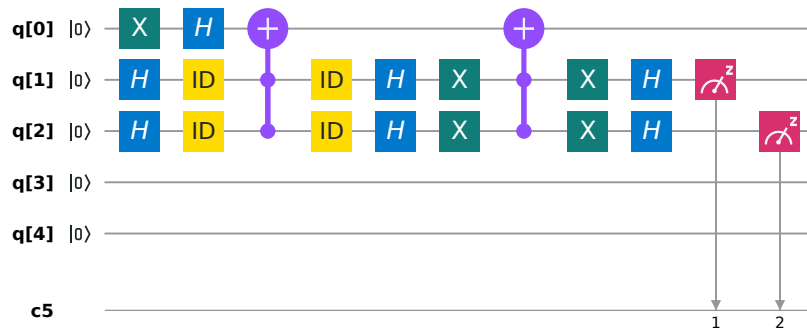 q[0] |0⟩ X H +
q[1] |0⟩ H ID ID H X X H z
q[2] |0⟩ H ID ID H X X H z
q[3] |0⟩
q[4] |0⟩
c5
1 2